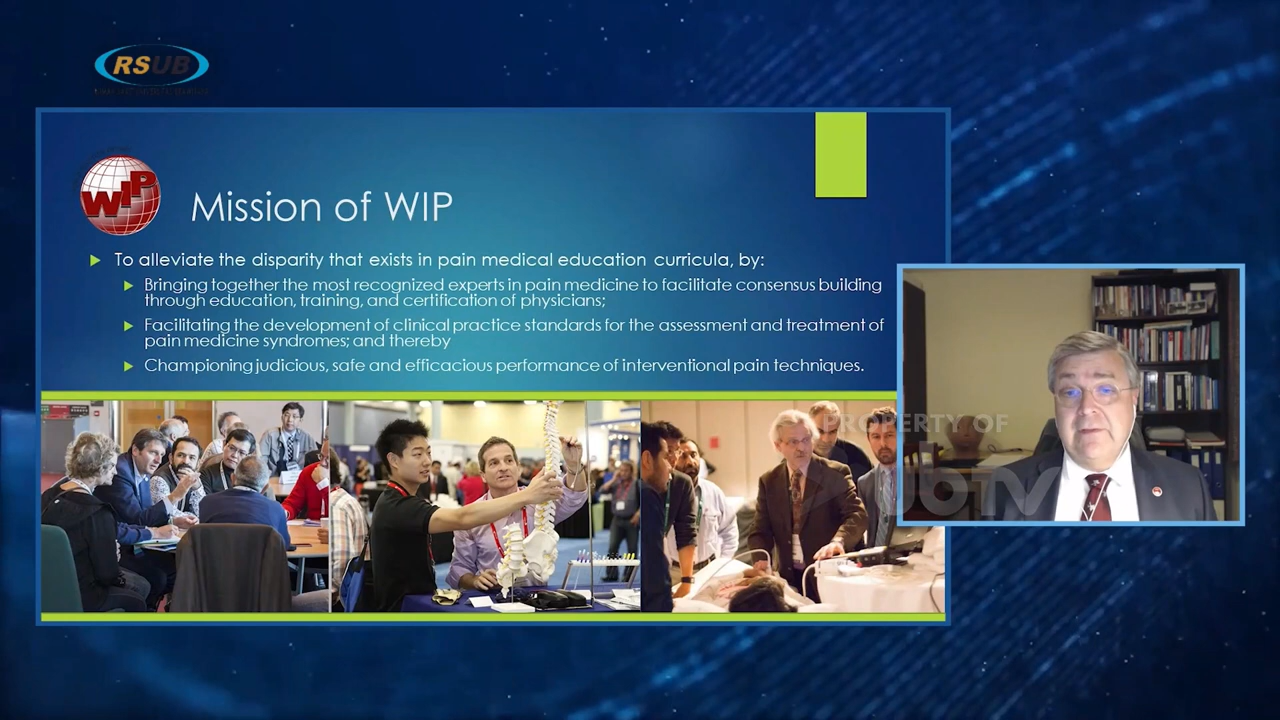 RSUB
WIP
Mission of WIP
To alleviate the disparity that exists in pain medical education curricula, by:
Bringing together the most recognized experts in pain medicine to facilitate consensus building
through education, training, and certification of physicians;
Facilitating the development of clinical practice standards for the assessment and treatment of
pain medicine syndromes; and thereby
Championing judicious, safe and efficacious performance of interventional pain techniques.
PROPERTY OF
UBTV